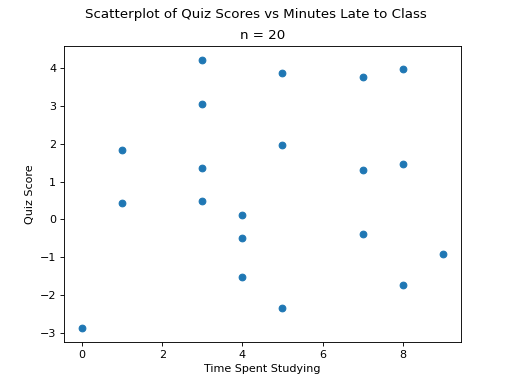 Scatterplot of Quiz Scores vs Minutes Late to Class
n = 20
4
3
2
1
0
−1
−2
−3
Quiz Score
0 2 4 6 8
Time Spent Studying